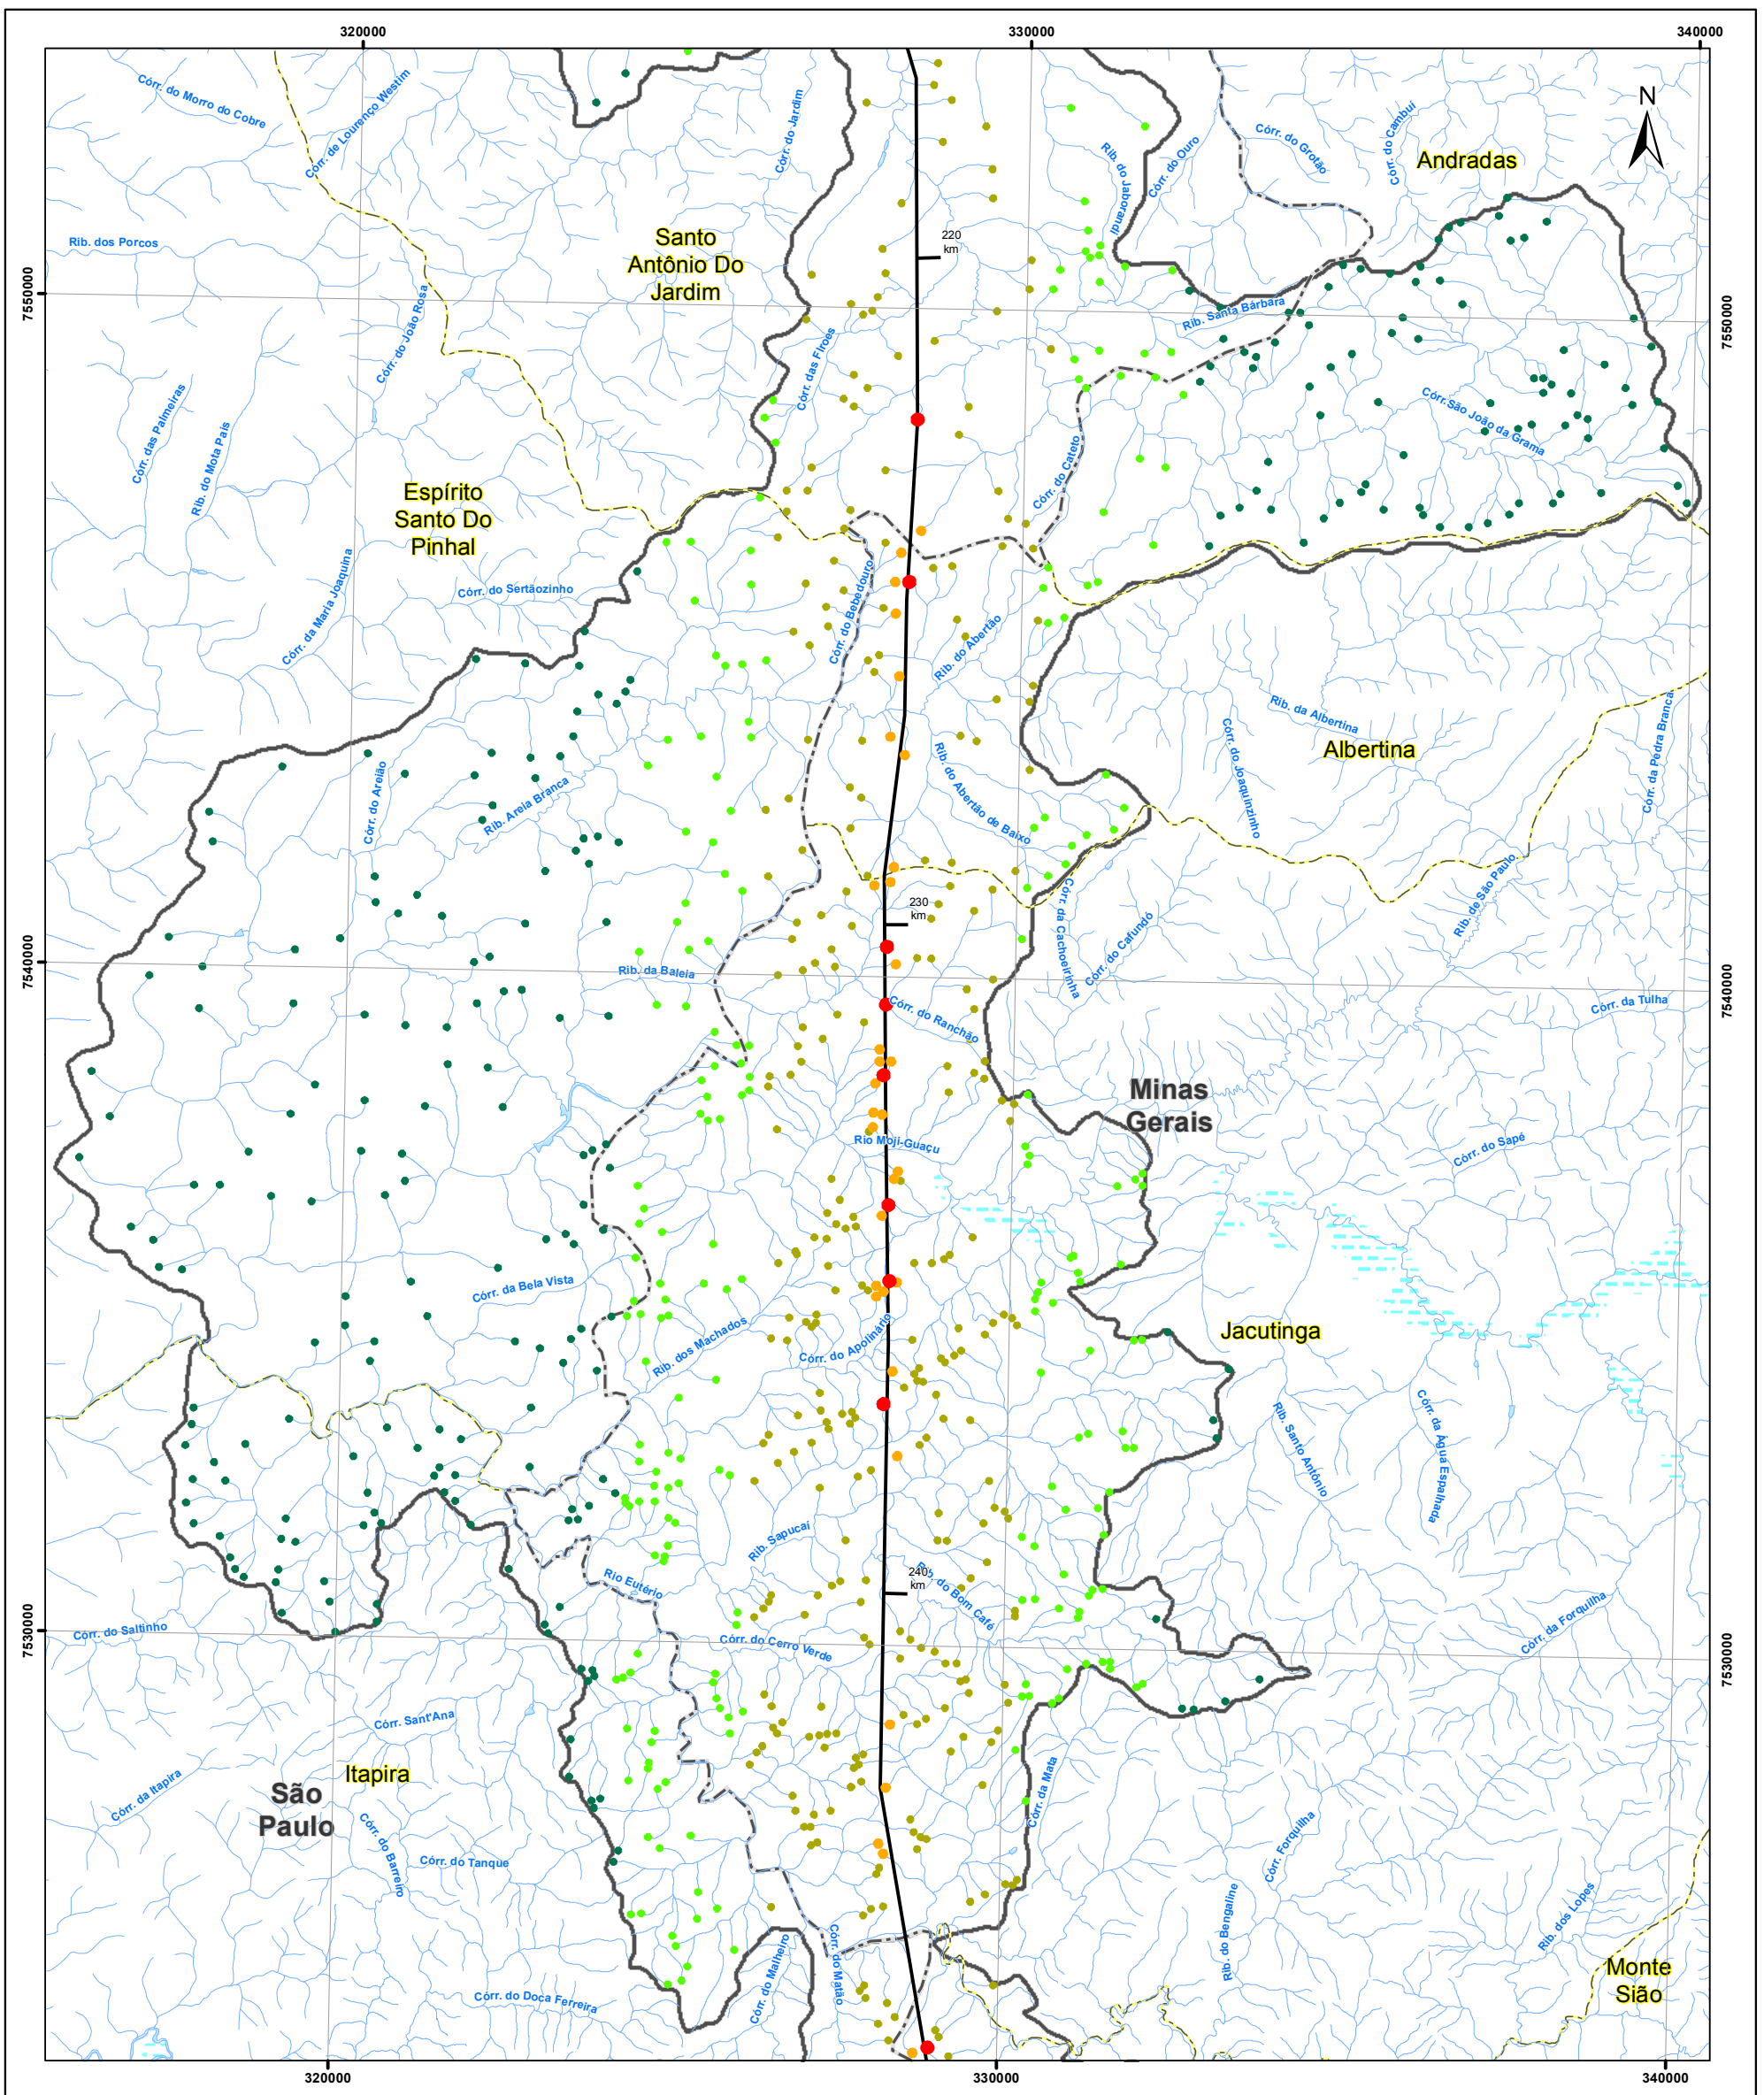 320000
330000
340000
Córr. do Morro do Cobre
Córr. de Lourenço Westim
Córr. do Jardim
Rib. do Jaborandi
Córr. do Ouro
Córr. do Grotão
Córr. do Cambuí
Andradas
N
Rib. dos Porcos
Santo
Antônio Do
Jardim
220
km
7550000
7550000
Córr. do João Rosa
Córr. das Flroes
Rib. Santa Bárbara
Córr. das Palmeiras
Rib. do Mota Pais
Córr.São João da Grama
Córr. do Cateto
Espírito
Santo Do
Pinhal
Córr. da Maria Joaquina
Córr. do Sertãozinho
Córr. do Bebedouro
Rib. do Abertão
Rib. da Albertina
Albertina
Córr. do Joaquinzinho
Córr. da Pedra Branca
Córr. do Areião
Rib. Areia Branca
Rib. do Abertão de Baixo
Rib. de São Paulo
230
km
Córr. da Cachoeirinha
Córr. do Cafundó
7540000
7540000
Rib. da Baleia
Córr. do Ranchão
Córr. da Tulha
Minas
Gerais
Rio Moji-Guaçu
Córr. do Sapé
Córr. da Bela Vista
Rib. dos Machados
Córr. do Apolinário
Jacutinga
Rib. Santo Antônio
Córr. da Água Espalhada
Rib. Sapucaí
Rio Eutério
240
km
Rib. do Bom Café
7530000
7530000
Córr. do Saltinho
Córr. do Cerro Verde
Córr. da Forquilha
Córr. Sant'Ana
Córr. da Itapira
Itapira
São
Paulo
Córr. da Mata
Córr. do Barreiro
Córr. do Tanque
Córr. Forquilha
Rib. do Bengaline
Rib. dos Lopes
Córr. do Malheiro
Córr. do Matão
Córr. do Doca Ferreira
Monte
Sião
320000
330000
340000